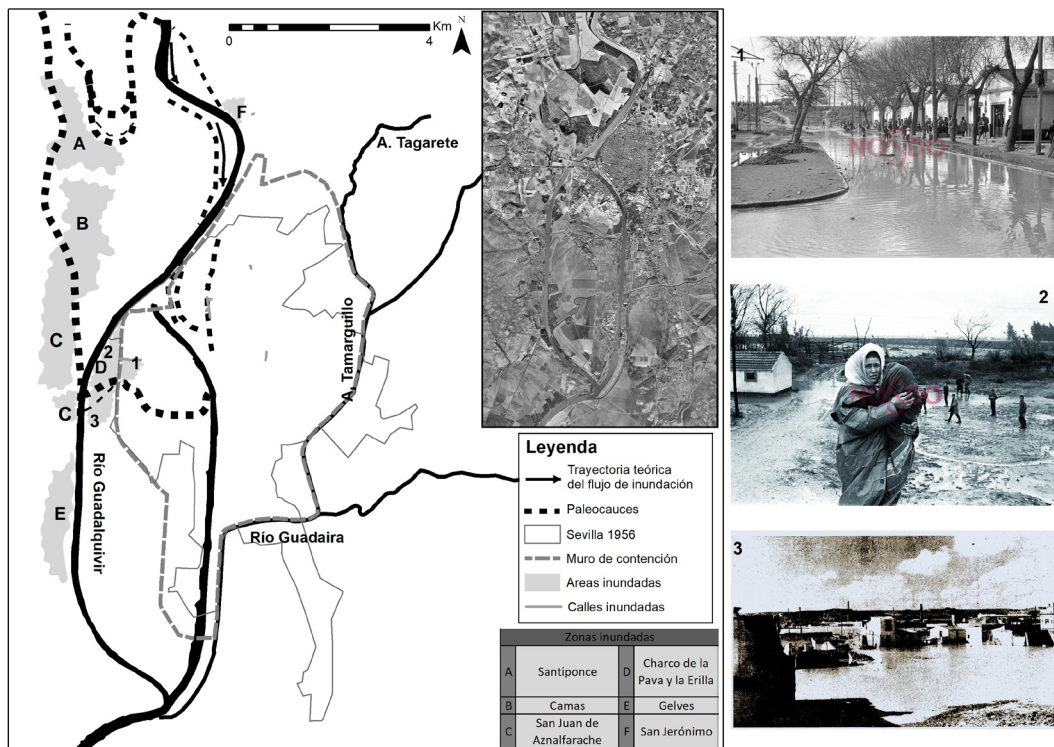 Km
N
0
4
F
A
A. Tagarete
B
A. Tamarguillo
C
2
D
1
C
3
Río Guadalquivir
E
Río Guadaira
Leyenda
Trayectoria teórica
del flujo de inundación
Paleocauces
Sevilla 1956
Muro de contención
Areas inundadas
Calles inundadas
Zonas inundadas
A
Santiponce
D
Charco de la
Pava y la Erilla
B
Camas
E
Gelves
C
San Juan de
Aznalfarache
F
San Jerónimo
1
NO8DO
2
NO8DO
3